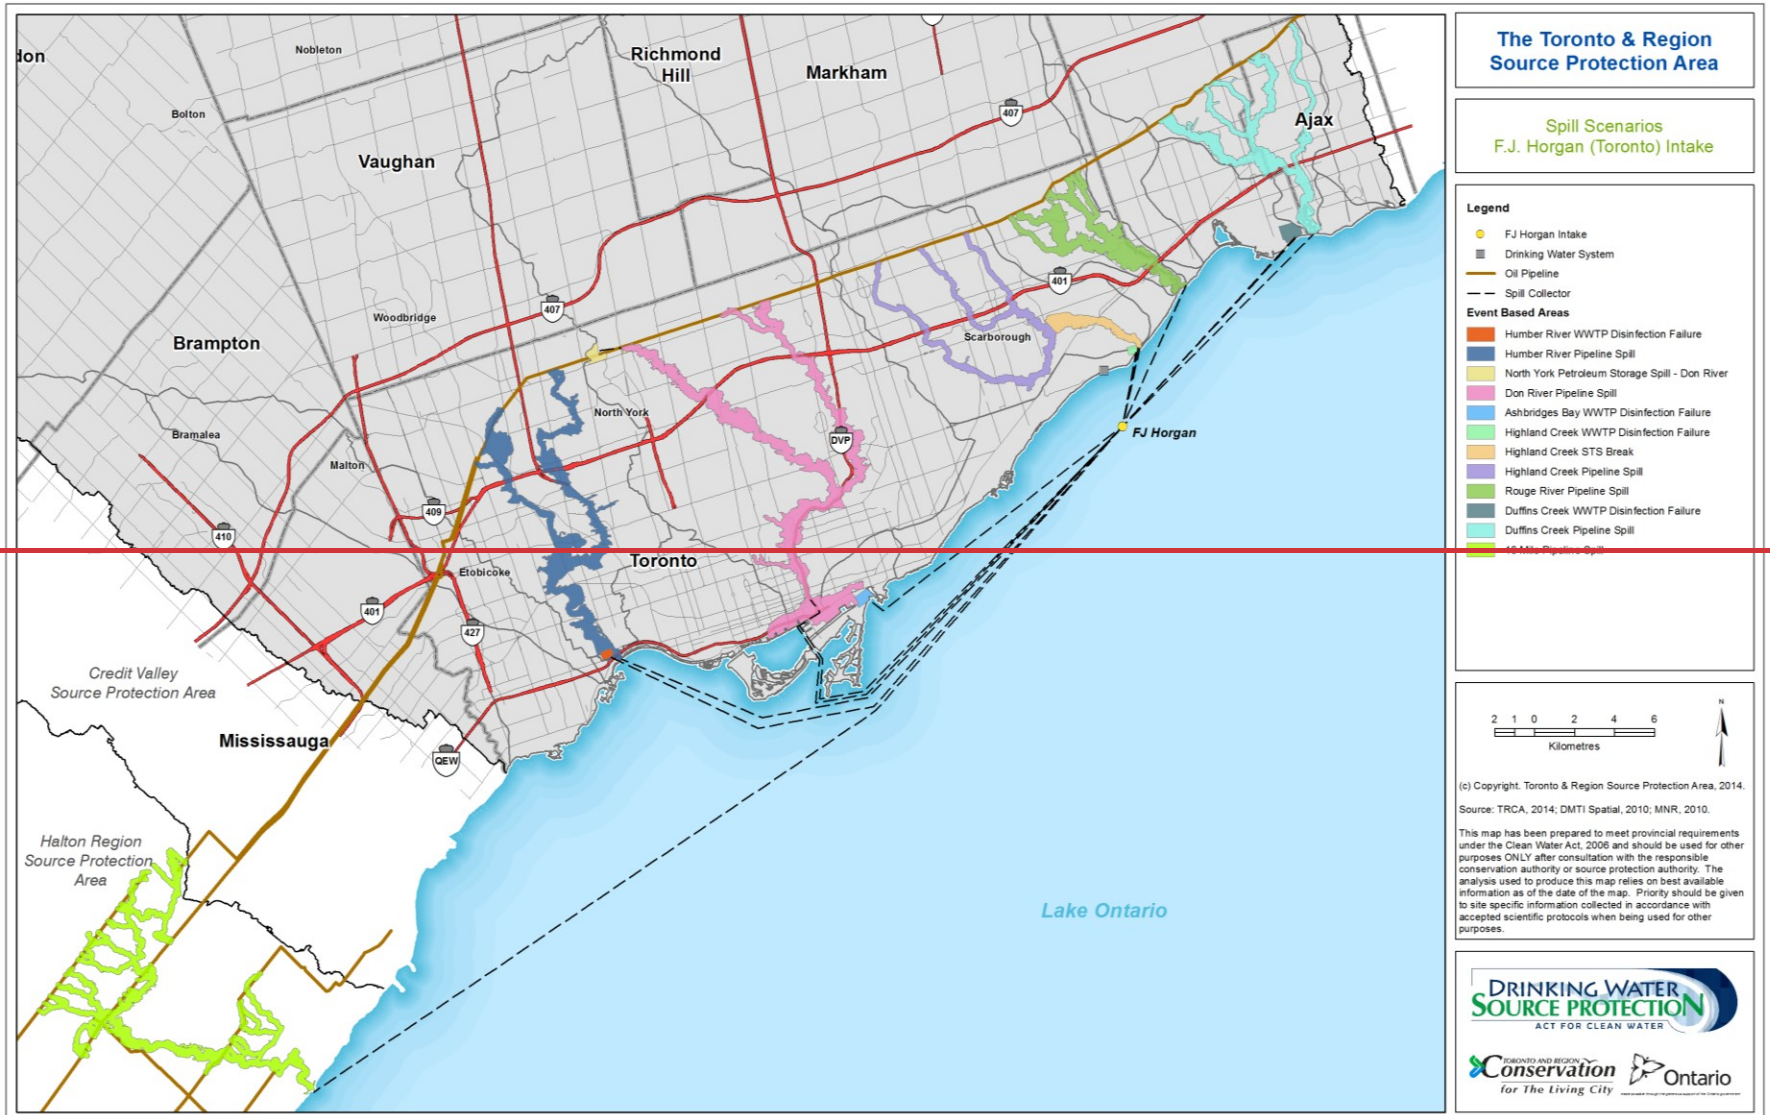 The Toronto & Region
Source Protection Area
Spill Scenarios
F.J. Horgan (Toronto) Intake
Legend
FJ Horgan Intake
Drinking Water System
Oil Pipeline
Spill Collector
Event Based Areas
Humber River WWTP Disinfection Failure
Humber River Pipeline Spill
North York Petroleum Storage Spill - Don River
Don River Pipeline Spill
Ashbridges Bay WWTP Disinfection Failure
Highland Creek WWTP Disinfection Failure
Highland Creek STS Break
Highland Creek Pipeline Spill
Rouge River Pipeline Spill
Duffins Creek WWTP Disinfection Failure
Duffins Creek Pipeline Spill
16 Mile Pipeline Spill
2 1 0 2 4 6
Kilometres
N
(c) Copyright. Toronto & Region Source Protection Area, 2014.
Source: TRCA, 2014; DMTI Spatial, 2010; MNR, 2010.
This map has been prepared to meet provincial requirements
under the Clean Water Act, 2006 and should be used for other
purposes ONLY after consultation with the responsible
conservation authority or source protection authority. The
analysis used to produce this map relies on best available
information as of the date of the map. Priority should be given
to site specific information collected in accordance with
accepted scientific protocols when being used for other
purposes.
DRINKING WATER
SOURCE PROTECTION
ACT FOR CLEAN WATER
TORONTO AND REGION
Conservation
for The Living City
Ontario
don
Nobleton
Richmond
Hill
Markham
Bolton
407
Ajax
Vaughan
401
407
Woodbridge
Brampton
Scarborough
North York
Bramalea
DVP
FJ Horgan
Malton
409
410
Toronto
Etobicoke
401
427
Credit Valley
Source Protection Area
Mississauga
QEW
Halton Region
Source Protection
Area
Lake Ontario